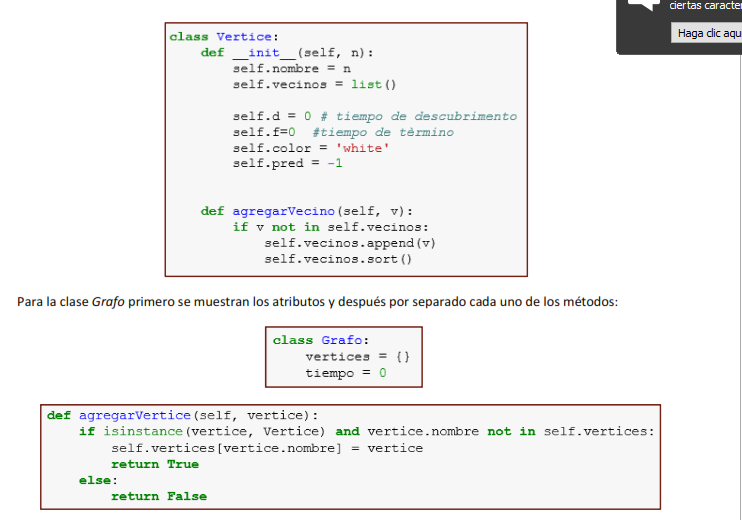 ciertas caracte
Haga clic aqu
class Vertice:
def __init__(self, n):
self.nombre = n
self.vecinos = list()
self.d = 0 # tiempo de descubrimento
self.f=0 #tiempo de tèrmino
self.color = 'white'
self.pred = -1
def agregarVecino(self, v):
if v not in self.vecinos:
self.vecinos.append(v)
self.vecinos.sort()
Para la clase Grafo primero se muestran los atributos y después por separado cada uno de los métodos:
class Grafo:
vertices = {}
tiempo = 0
def agregarVertice(self, vertice):
if isinstance(vertice, Vertice) and vertice.nombre not in self.vertices:
self.vertices[vertice.nombre] = vertice
return True
else:
return False